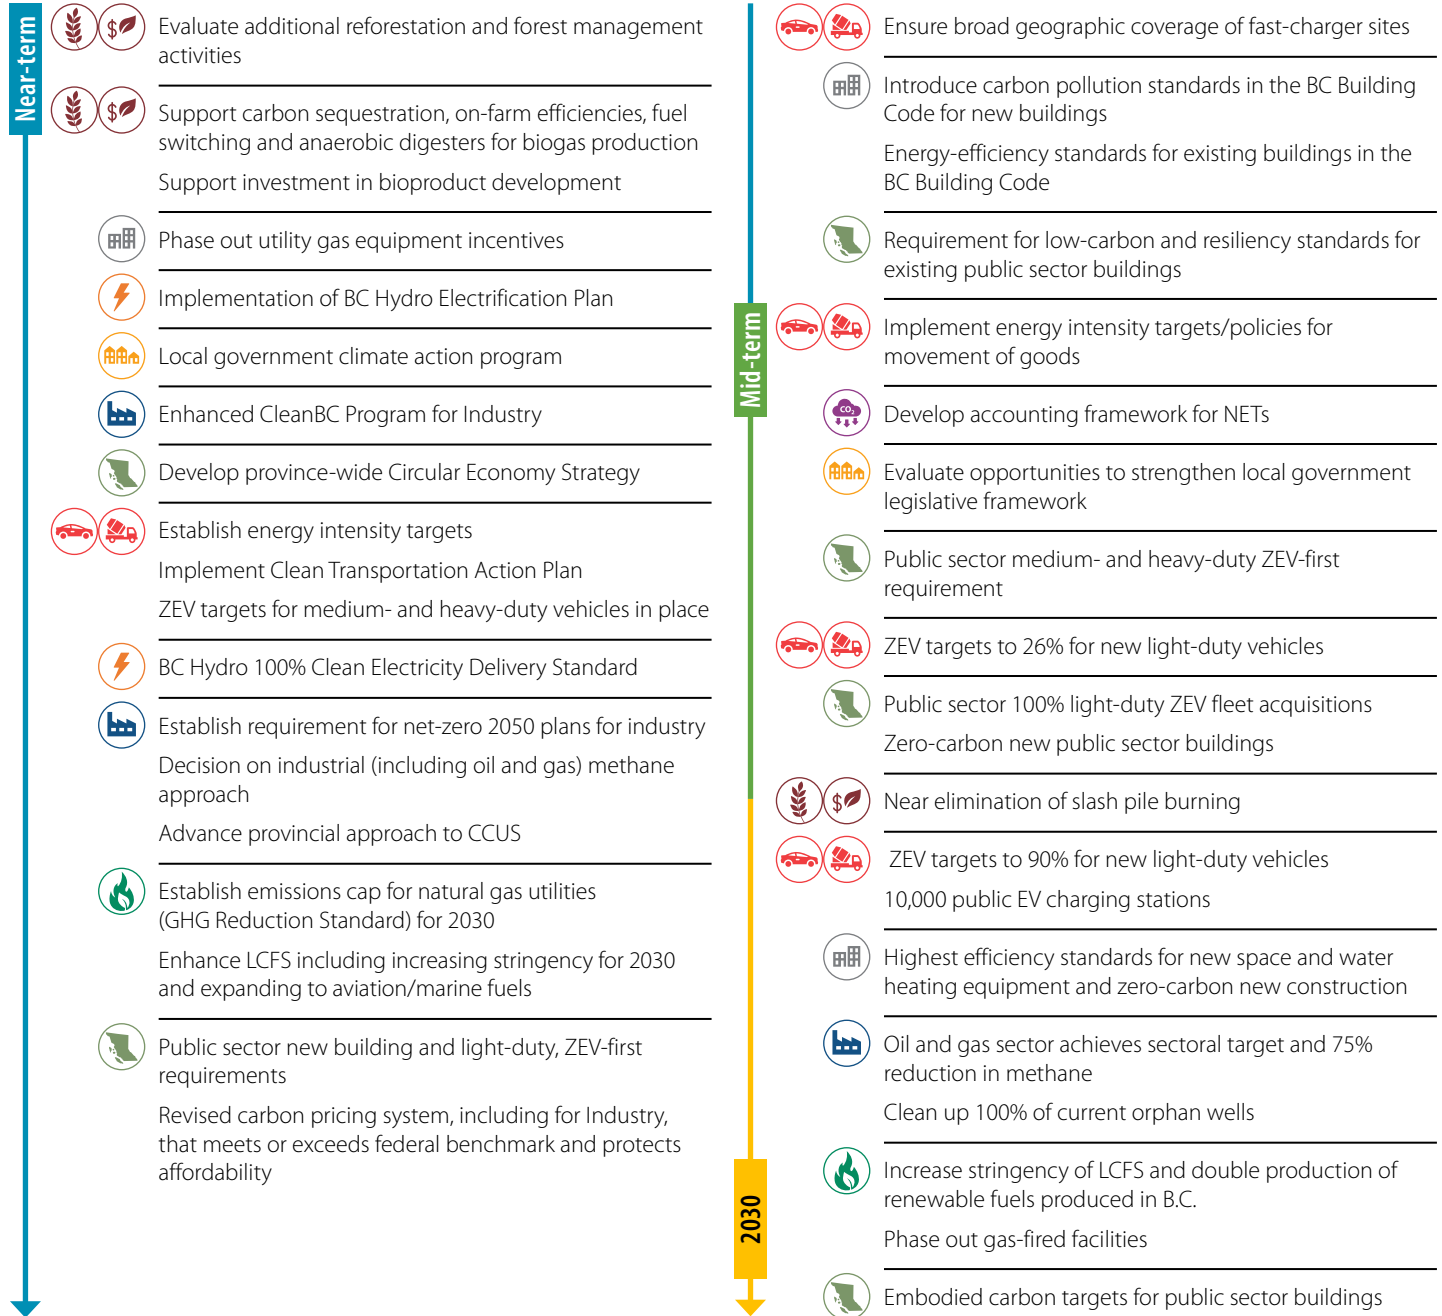 Near-term
Evaluate additional reforestation and forest management
activities
Support carbon sequestration, on-farm efficiencies, fuel
switching and anaerobic digesters for biogas production
Support investment in bioproduct development
Phase out utility gas equipment incentives
Implementation of BC Hydro Electrification Plan
Local government climate action program
Enhanced CleanBC Program for Industry
Develop province-wide Circular Economy Strategy
Establish energy intensity targets
Implement Clean Transportation Action Plan
ZEV targets for medium- and heavy-duty vehicles in place
BC Hydro 100% Clean Electricity Delivery Standard
Establish requirement for net-zero 2050 plans for industry
Decision on industrial (including oil and gas) methane
approach
Advance provincial approach to CCUS
Establish emissions cap for natural gas utilities
(GHG Reduction Standard) for 2030
Enhance LCFS including increasing stringency for 2030
and expanding to aviation/marine fuels
Public sector new building and light-duty, ZEV-first
requirements
Revised carbon pricing system, including for Industry,
that meets or exceeds federal benchmark and protects
affordability
Ensure broad geographic coverage of fast-charger sites
Introduce carbon pollution standards in the BC Building
Code for new buildings
Energy-efficiency standards for existing buildings in the
BC Building Code
Requirement for low-carbon and resiliency standards for
existing public sector buildings
Mid-term
Implement energy intensity targets/policies for
movement of goods
CO2
Develop accounting framework for NETs
Evaluate opportunities to strengthen local government
legislative framework
Public sector medium- and heavy-duty ZEV-first
requirement
ZEV targets to 26% for new light-duty vehicles
Public sector 100% light-duty ZEV fleet acquisitions
Zero-carbon new public sector buildings
Near elimination of slash pile burning
ZEV targets to 90% for new light-duty vehicles
10,000 public EV charging stations
Highest efficiency standards for new space and water
heating equipment and zero-carbon new construction
Oil and gas sector achieves sectoral target and 75%
reduction in methane
Clean up 100% of current orphan wells
2030
Increase stringency of LCFS and double production of
renewable fuels produced in B.C.
Phase out gas-fired facilities
Embodied carbon targets for public sector buildings